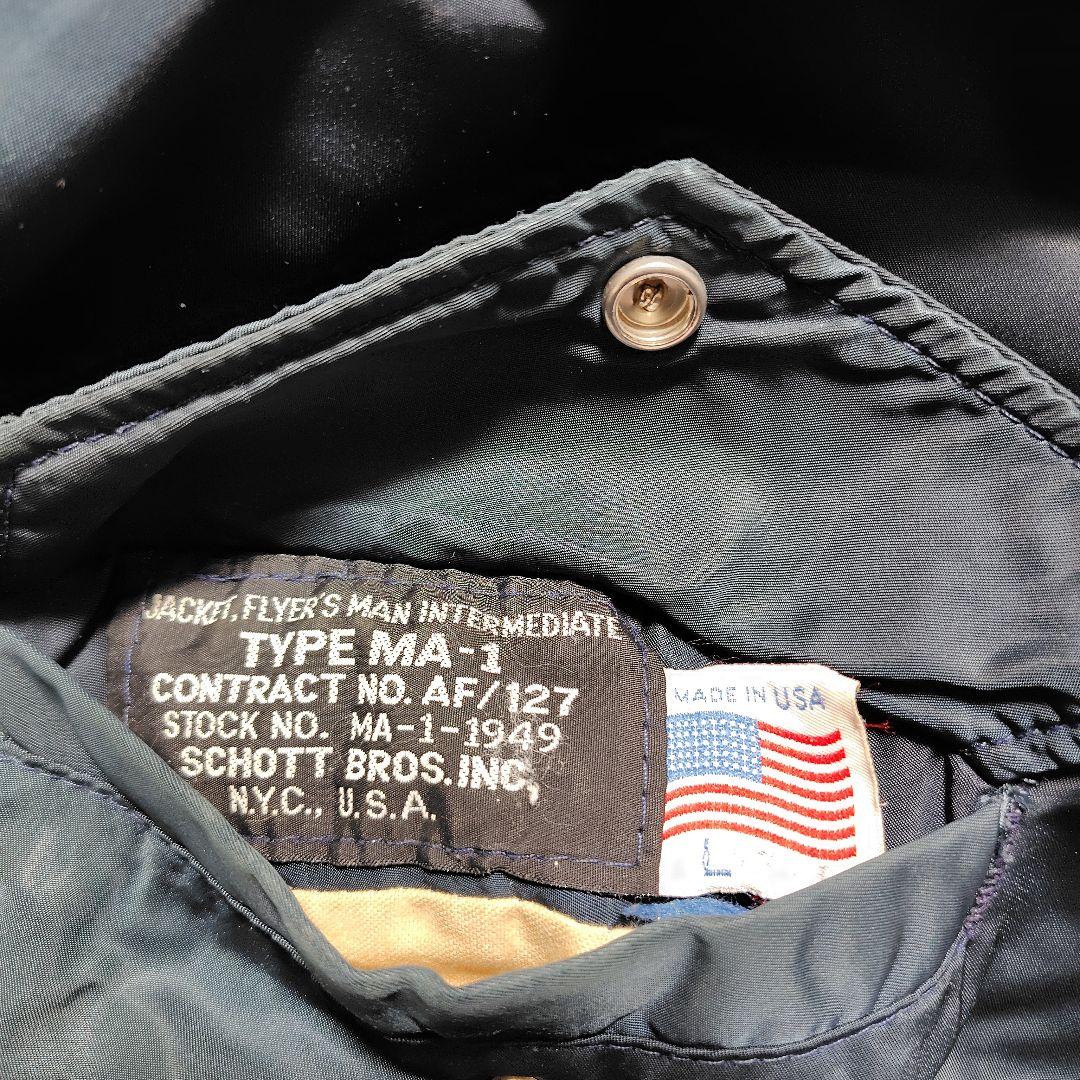 JACKET, FLYER'S MAN INTERMEDIATE
TYPE MA-1
CONTRACT NO. AF/127
STOCK NO. MA-1-1949
SCHOTT BROS. INC,
N.Y.C., U.S.A.
MADE IN USA
L